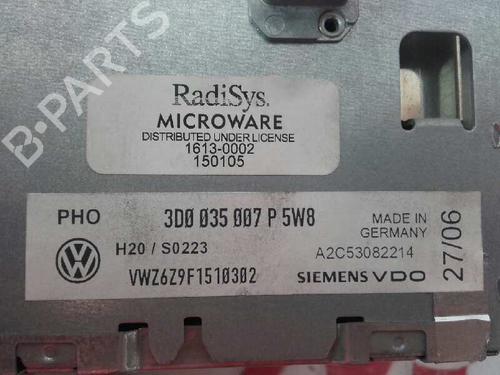 B-PARTS
RadiSys.
MICROWARE
DISTRIBUTED UNDER LICENSE
1613-0002
150105
PHO 3D0 035 007 P 5W8
MADE IN
GERMANY
H20 / S0223 A2C53082214
VWZ6Z9F1510302 SIEMENS VDO
27/06